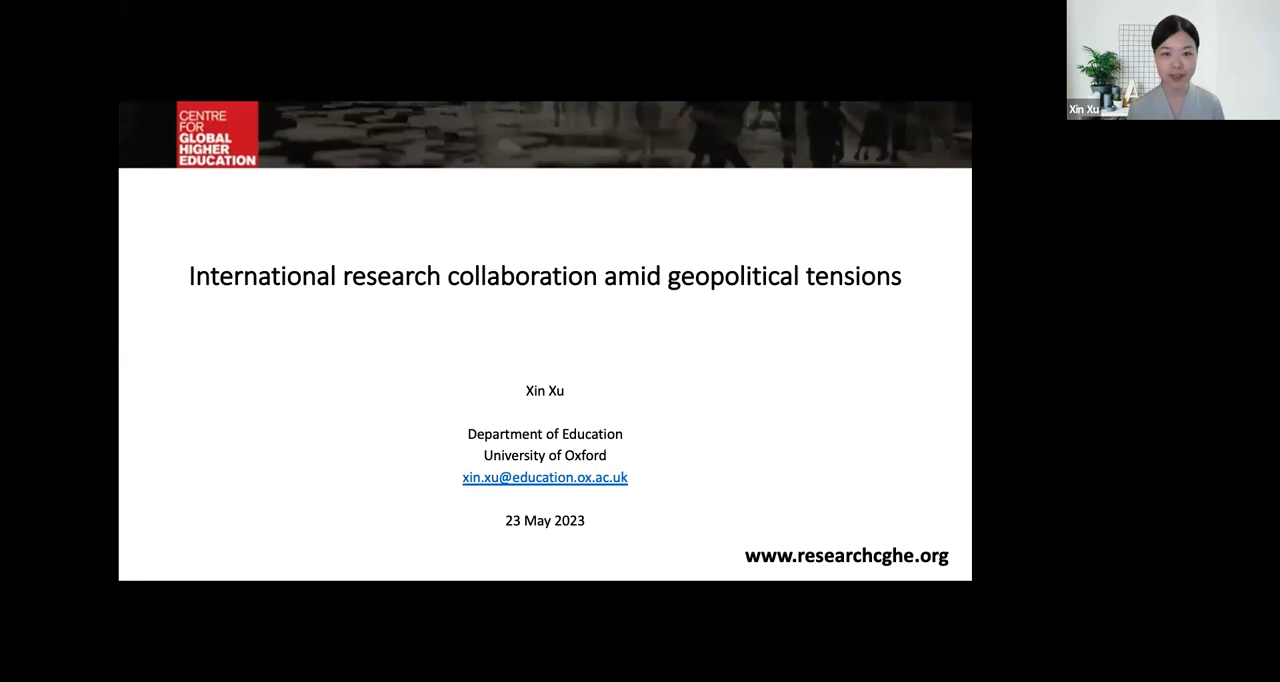 CENTRE
FOR
GLOBAL
HIGHER
EDUCATION
Xin Xu
International research collaboration amid geopolitical tensions
Xin Xu
Department of Education
University of Oxford
xin.xu@education.ox.ac.uk
23 May 2023
www.researchcghe.org